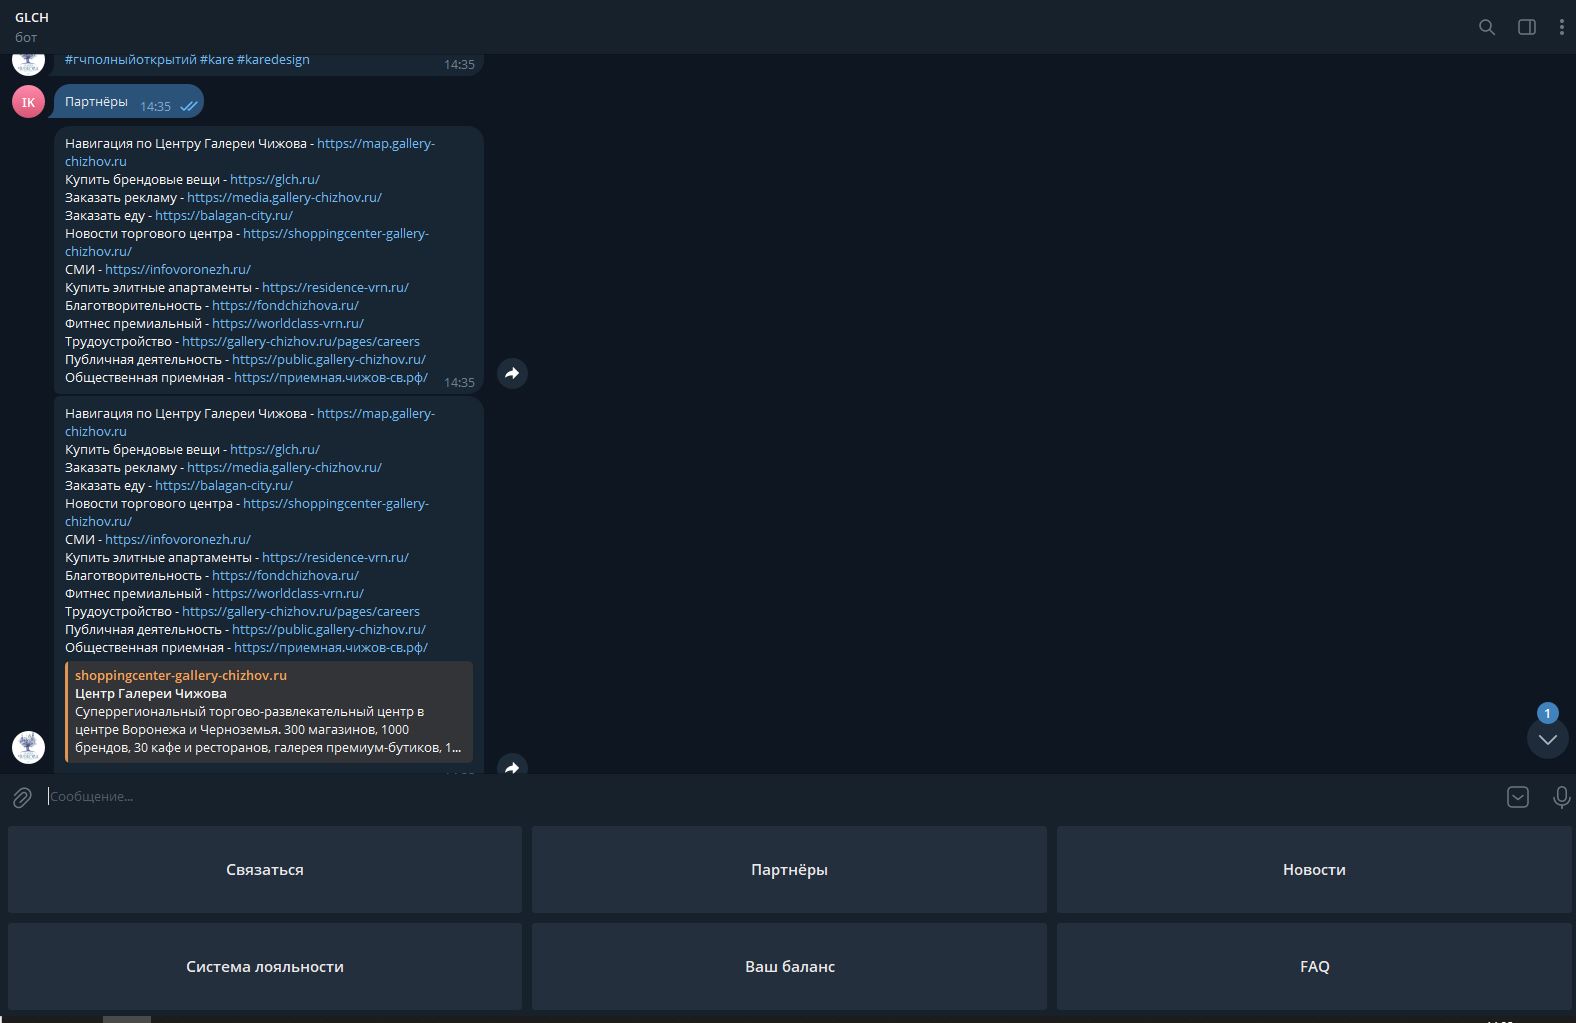 GLCH
бот
#гчполныйоткрытий #kare #karedesign
14:35
IK
Партнёры 14:35
Навигация по Центру Галереи Чижова - https://map.gallery-
chizhov.ru
Купить брендовые вещи - https://glch.ru/
Заказать рекламу - https://media.gallery-chizhov.ru/
Заказать еду - https://balagan-city.ru/
Новости торгового центра - https://shoppingcenter-gallery-
chizhov.ru/
СМИ - https://infovoronezh.ru/
Купить элитные апартаменты - https://residence-vrn.ru/
Благотворительность - https://fondchizhova.ru/
Фитнес премиальный - https://worldclass-vrn.ru/
Трудоустройство - https://gallery-chizhov.ru/pages/careers
Публичная деятельность - https://public.gallery-chizhov.ru/
Общественная приемная - https://приемная.чижов-св.рф/
14:35
Навигация по Центру Галереи Чижова - https://map.gallery-
chizhov.ru
Купить брендовые вещи - https://glch.ru/
Заказать рекламу - https://media.gallery-chizhov.ru/
Заказать еду - https://balagan-city.ru/
Новости торгового центра - https://shoppingcenter-gallery-
chizhov.ru/
СМИ - https://infovoronezh.ru/
Купить элитные апартаменты - https://residence-vrn.ru/
Благотворительность - https://fondchizhova.ru/
Фитнес премиальный - https://worldclass-vrn.ru/
Трудоустройство - https://gallery-chizhov.ru/pages/careers
Публичная деятельность - https://public.gallery-chizhov.ru/
Общественная приемная - https://приемная.чижов-св.рф/
shoppingcenter-gallery-chizhov.ru
Центр Галереи Чижова
Суперрегиональный торгово-развлекательный центр в
центре Воронежа и Черноземья. 300 магазинов, 1000
брендов, 30 кафе и ресторанов, галерея премиум-бутиков, 1...
1
Сообщение...
Связаться
Партнёры
Новости
Система лояльности
Ваш баланс
FAQ